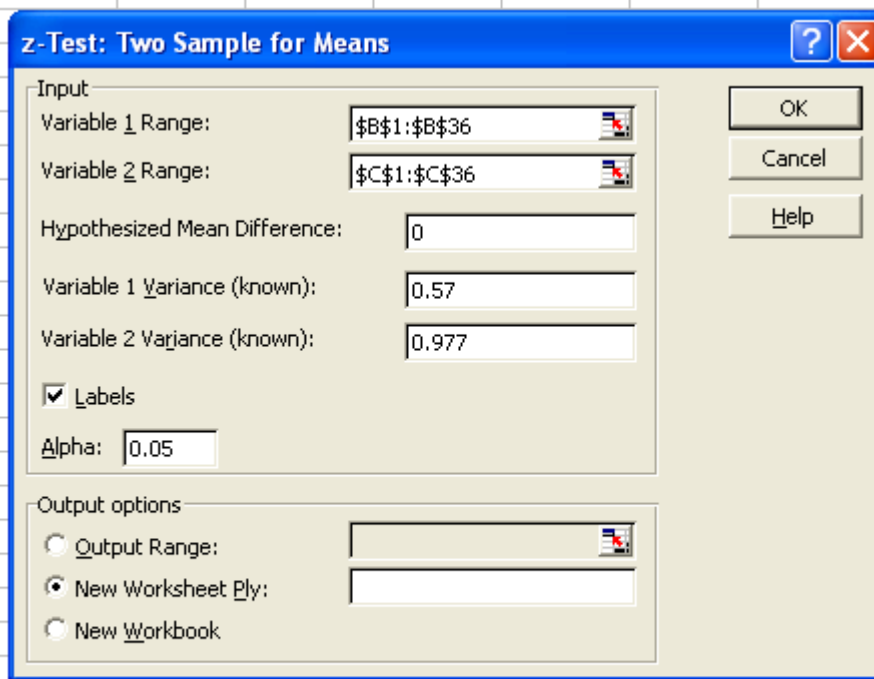 z-Test: Two Sample for Means
Input
Variable 1 Range:
$B$1:$B$36
Variable 2 Range:
$C$1:$C$36
Hypothesized Mean Difference:
0
Variable 1 Variance (known):
0.57
Variable 2 Variance (known):
0.977
Labels
Alpha:
0.05
OK
Cancel
Help
Output options
Output Range:
New Worksheet Ply:
New Workbook